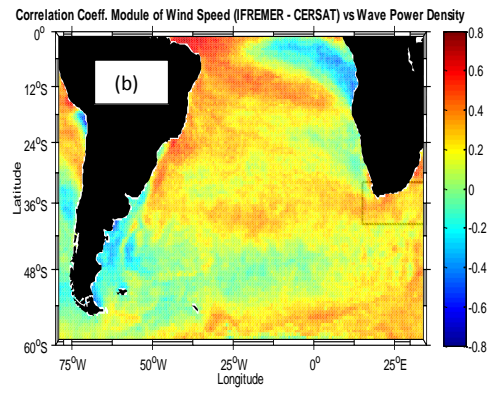 Correlation Coeff. Module of Wind Speed (IFREMER - CERSAT) vs Wave Power Density
(b)
0°
12°S
24°S
36°S
48°S
60°S
Latitude
75°W
50°W
25°W
0°
25°E
Longitude
0.8
0.6
0.4
0.2
0
-0.2
-0.4
-0.6
-0.8